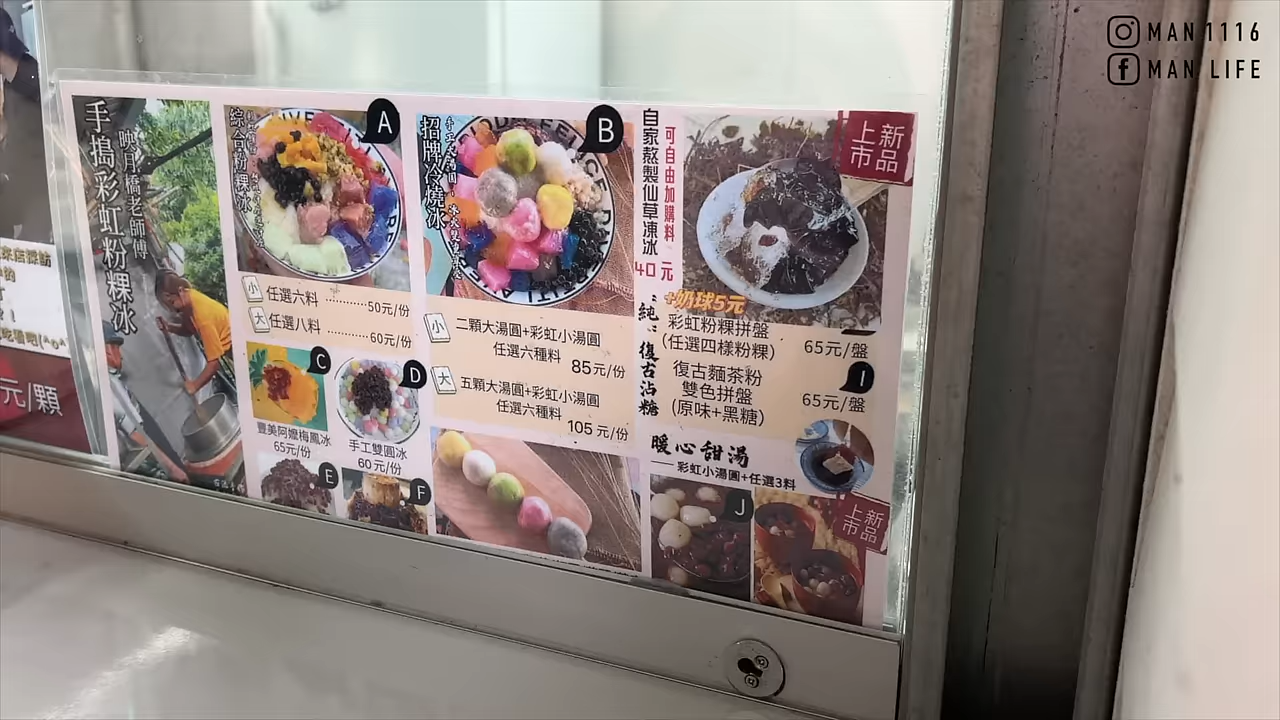 MAN 1116
MAN LIFE
手搗彩虹粉粿冰
映月橋老師傅
綜合粉粿冰
A
任選六料 50元/份
小
任選八料 60元/份
大
C
豐美阿嬤梅鳳冰
65元/份
D
手工雙圓冰
60元/份
E
F
招牌冷燒冰
B
小
二顆大湯圓+彩虹小湯圓
任選六種料
85元/份
大
五顆大湯圓+彩虹小湯圓
任選六種料
105元/份
自家熬製仙草凍冰
可自由加購料
40元
新品
上市
+奶球5元
"純"復古沾糖
彩虹粉粿拼盤
(任選四樣粉粿)
65元/盤
復古麵茶粉
雙色拼盤
(原味+黑糖)
I
65元/盤
暖心甜湯
彩虹小湯圓+任選3料
J
新品
上市
元/顆